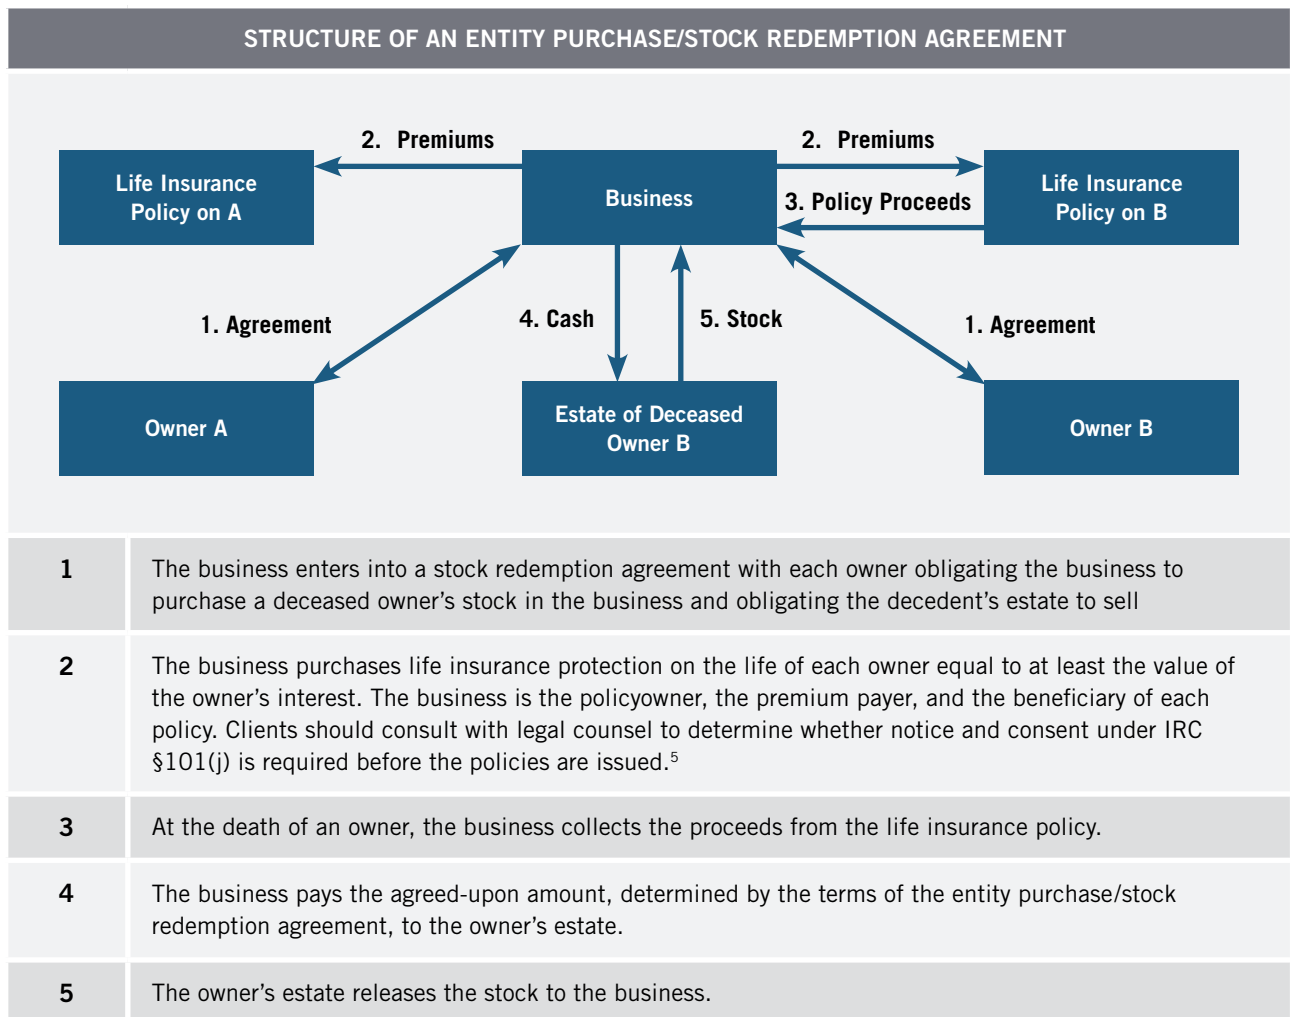 STRUCTURE OF AN ENTITY PURCHASE/STOCK REDEMPTION AGREEMENT
2. Premiums
2. Premiums
Life Insurance
Policy on A
Business
3. Policy Proceeds
Life Insurance
Policy on B
1. Agreement
4. Cash
5. Stock
1. Agreement
Owner A
Estate of Deceased
Owner B
Owner B
1
The business enters into a stock redemption agreement with each owner obligating the business to
purchase a deceased owner's stock in the business and obligating the decedent's estate to sell
2
The business purchases life insurance protection on the life of each owner equal to at least the value of
the owner's interest. The business is the policyowner, the premium payer, and the beneficiary of each
policy. Clients should consult with legal counsel to determine whether notice and consent under IRC
§101(j) is required before the policies are issued.⁵
3
At the death of an owner, the business collects the proceeds from the life insurance policy.
4
The business pays the agreed-upon amount, determined by the terms of the entity purchase/stock
redemption agreement, to the owner's estate.
5
The owner's estate releases the stock to the business.